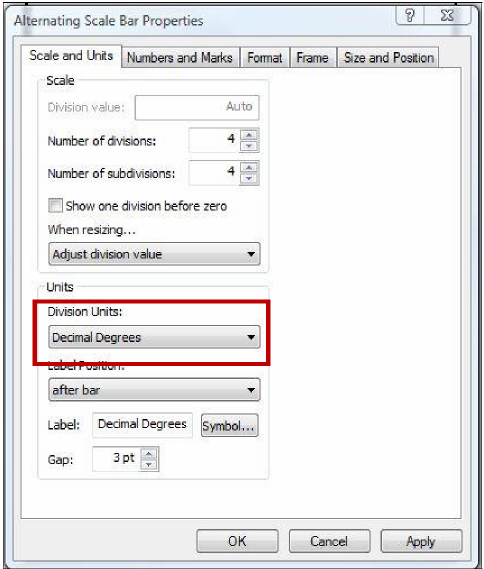 Alternating Scale Bar Properties
Scale and Units Numbers and Marks Format Frame Size and Position
Scale
Division value: Auto
Number of divisions: 4
Number of subdivisions: 4
Show one division before zero
When resizing...
Adjust division value
Units
Division Units:
Decimal Degrees
Label Position:
after bar
Label: Decimal Degrees Symbol...
Gap: 3 pt
OK Cancel Apply